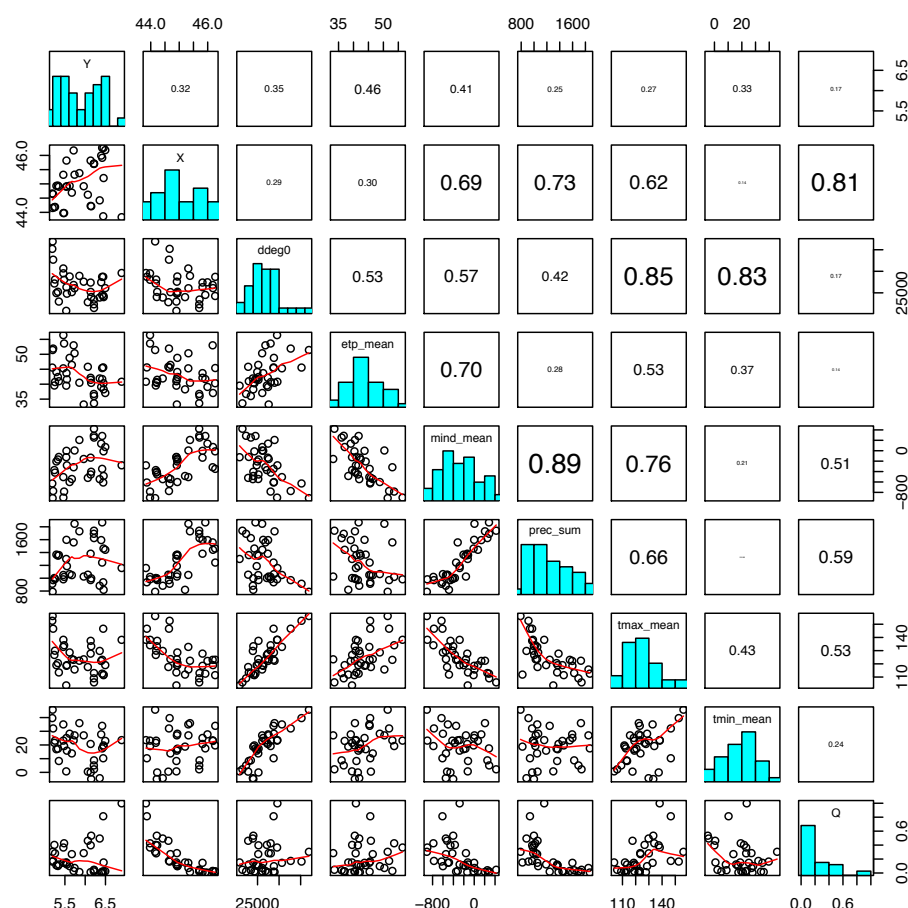 44.0 46.0 35 50 800 1600 0 20
Y 0.32 0.35 0.46 0.41 0.25 0.27 0.33 0.17 5.5 6.5
44.0 46.0 X 0.29 0.30 0.69 0.73 0.62 0.14 0.81
ddeg0 0.53 0.57 0.42 0.85 0.83 0.17 25000
35 50 etp_mean 0.70 0.28 0.53 0.37 0.14
mind_mean 0.89 0.76 0.21 0.51 −800 0
800 1600 prec_sum 0.66 0.59
tmax_mean 0.43 0.53 110 140
0 20 tmin_mean 0.24
Q 0.0 0.6
5.5 6.5 25000 −800 0 110 140 0.0 0.6